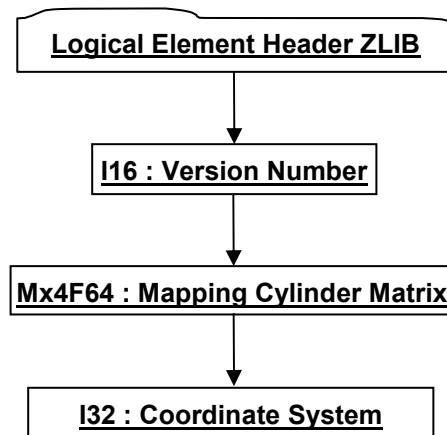 Logical Element Header ZLIB
I16 : Version Number
Mx4F64 : Mapping Cylinder Matrix
I32 : Coordinate System